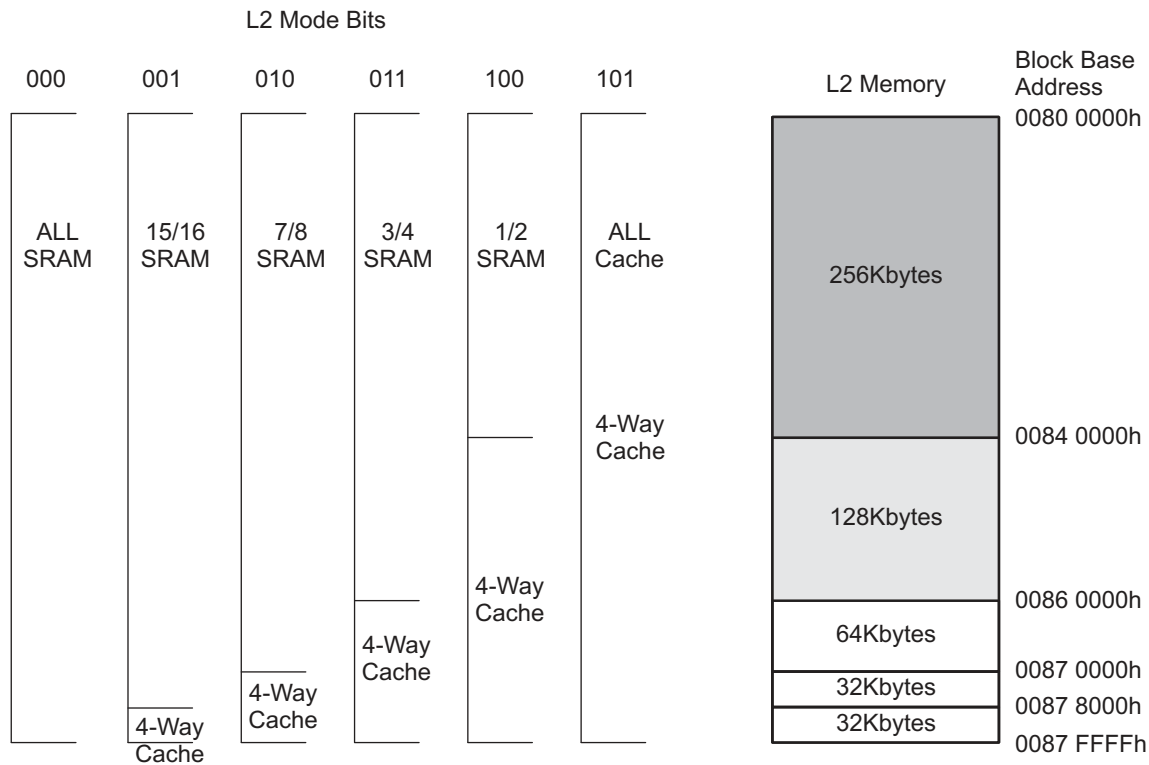 L2 Mode Bits
000 001 010 011 100 101
L2 Memory
Block Base
Address
0080 0000h
ALL
SRAM
15/16
SRAM
7/8
SRAM
3/4
SRAM
1/2
SRAM
ALL
Cache
256Kbytes
4-Way
Cache
0084 0000h
128Kbytes
4-Way
Cache
0086 0000h
4-Way
Cache
64Kbytes
0087 0000h
4-Way
Cache
32Kbytes
0087 8000h
4-Way
Cache
32Kbytes
0087 FFFFh